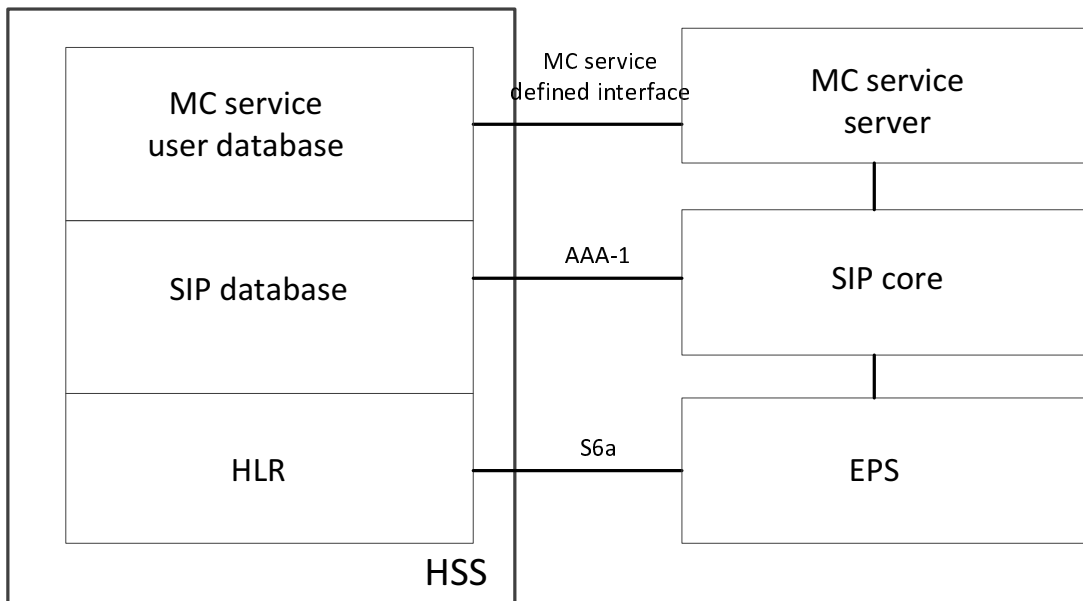 MC service
user database
MC service
defined interface
MC service
server
SIP database
AAA-1
SIP core
HLR
S6a
EPS
HSS